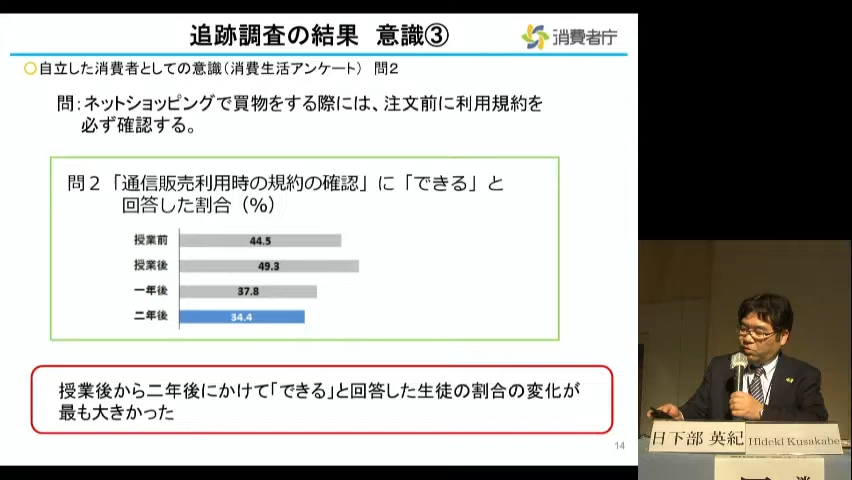 追跡調査の結果　意識③
消費者庁
○自立した消費者としての意識(消費生活アンケート)　問2
問：ネットショッピングで買物をする際には、注文前に利用規約を
必ず確認する。
問２「通信販売利用時の規約の確認」に「できる」と
回答した割合（%）
授業前 44.5
授業後 49.3
一年後 37.8
二年後 34.4
授業後から二年後にかけて「できる」と回答した生徒の割合の変化が
最も大きかった
14
日下部 英紀 Hideki Kusakabe